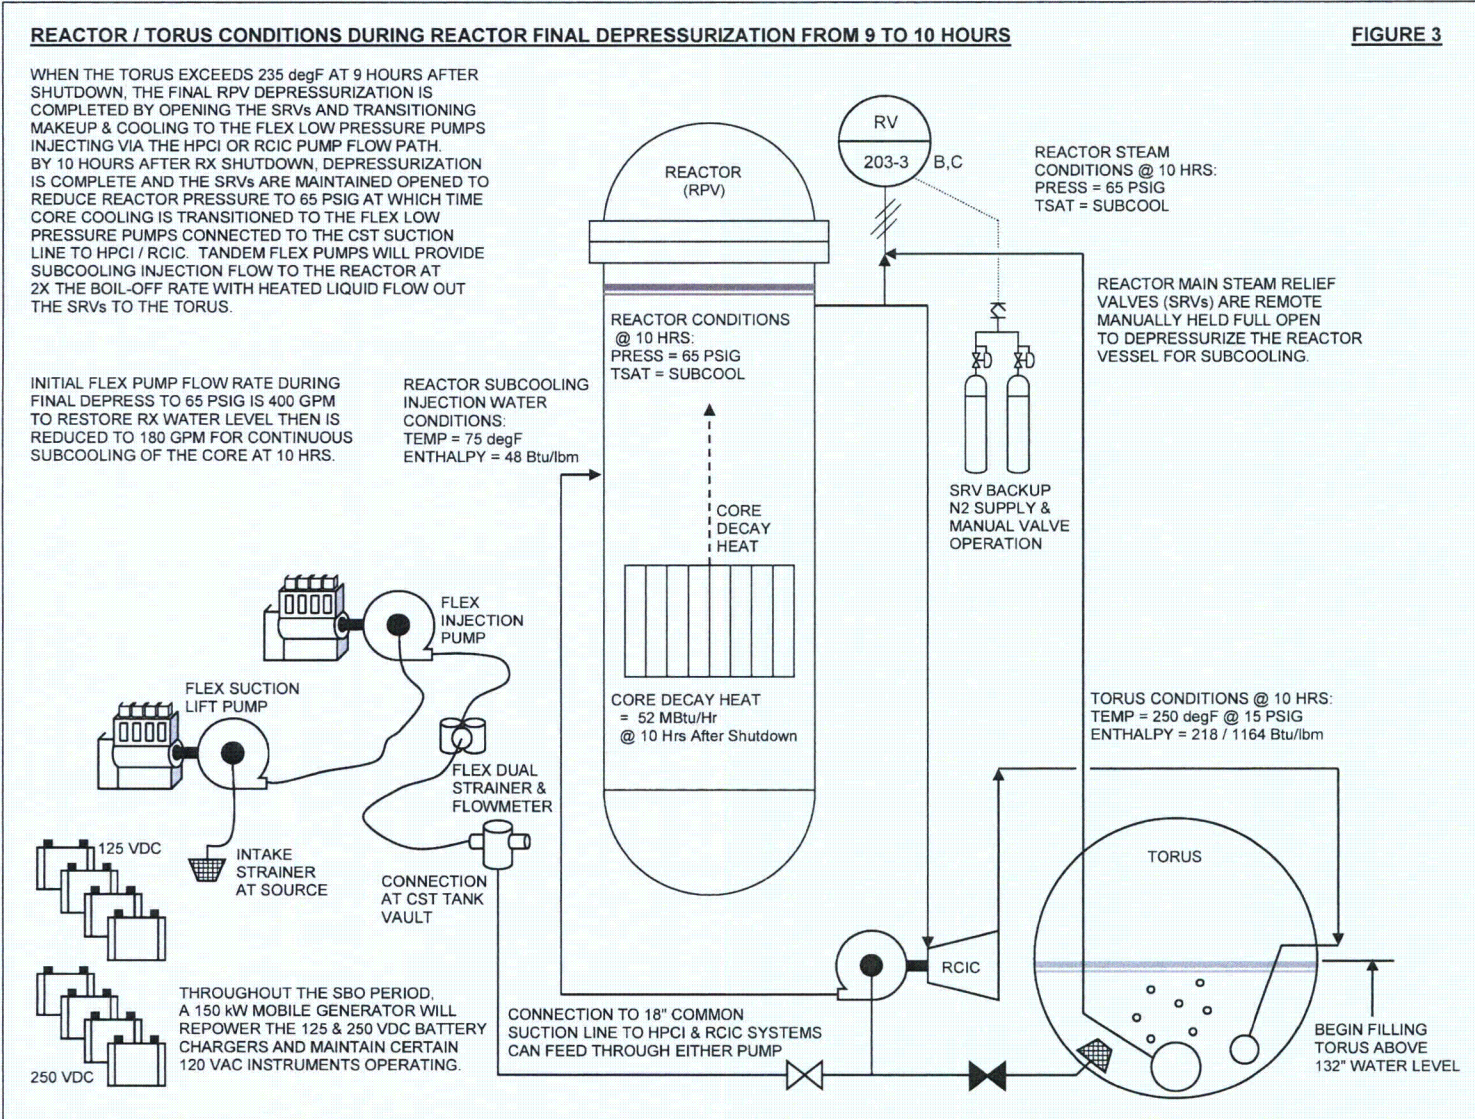 REACTOR / TORUS CONDITIONS DURING REACTOR FINAL DEPRESSURIZATION FROM 9 TO 10 HOURS
FIGURE 3
WHEN THE TORUS EXCEEDS 235 degF AT 9 HOURS AFTER
SHUTDOWN, THE FINAL RPV DEPRESSURIZATION IS
COMPLETED BY OPENING THE SRVs AND TRANSITIONING
MAKEUP & COOLING TO THE FLEX LOW PRESSURE PUMPS
INJECTING VIA THE HPCI OR RCIC PUMP FLOW PATH.
BY 10 HOURS AFTER RX SHUTDOWN, DEPRESSURIZATION
IS COMPLETE AND THE SRVs ARE MAINTAINED OPENED TO
REDUCE REACTOR PRESSURE TO 65 PSIG AT WHICH TIME
CORE COOLING IS TRANSITIONED TO THE FLEX LOW
PRESSURE PUMPS CONNECTED TO THE CST SUCTION
LINE TO HPCI / RCIC. TANDEM FLEX PUMPS WILL PROVIDE
SUBCOOLING INJECTION FLOW TO THE REACTOR AT
2X THE BOIL-OFF RATE WITH HEATED LIQUID FLOW OUT
THE SRVs TO THE TORUS.
INITIAL FLEX PUMP FLOW RATE DURING
FINAL DEPRESS TO 65 PSIG IS 400 GPM
TO RESTORE RX WATER LEVEL THEN IS
REDUCED TO 180 GPM FOR CONTINUOUS
SUBCOOLING OF THE CORE AT 10 HRS.
REACTOR SUBCOOLING
INJECTION WATER
CONDITIONS:
TEMP = 75 degF
ENTHALPY = 48 Btu/lbm
REACTOR
(RPV)
RV
203-3
B,C
REACTOR STEAM
CONDITIONS @ 10 HRS:
PRESS = 65 PSIG
TSAT = SUBCOOL
REACTOR MAIN STEAM RELIEF
VALVES (SRVs) ARE REMOTE
MANUALLY HELD FULL OPEN
TO DEPRESSURIZE THE REACTOR
VESSEL FOR SUBCOOLING.
REACTOR CONDITIONS
@ 10 HRS:
PRESS = 65 PSIG
TSAT = SUBCOOL
SRV BACKUP
N2 SUPPLY &
MANUAL VALVE
OPERATION
CORE
DECAY
HEAT
CORE DECAY HEAT
= 52 MBtu/Hr
@ 10 Hrs After Shutdown
FLEX
INJECTION
PUMP
FLEX SUCTION
LIFT PUMP
FLEX DUAL
STRAINER &
FLOWMETER
INTAKE
STRAINER
AT SOURCE
CONNECTION
AT CST TANK
VAULT
TORUS CONDITIONS @ 10 HRS:
TEMP = 250 degF @ 15 PSIG
ENTHALPY = 218 / 1164 Btu/lbm
TORUS
RCIC
125 VDC
250 VDC
THROUGHOUT THE SBO PERIOD,
A 150 kW MOBILE GENERATOR WILL
REPOWER THE 125 & 250 VDC BATTERY
CHARGERS AND MAINTAIN CERTAIN
120 VAC INSTRUMENTS OPERATING.
CONNECTION TO 18" COMMON
SUCTION LINE TO HPCI & RCIC SYSTEMS
CAN FEED THROUGH EITHER PUMP
BEGIN FILLING
TORUS ABOVE
132" WATER LEVEL